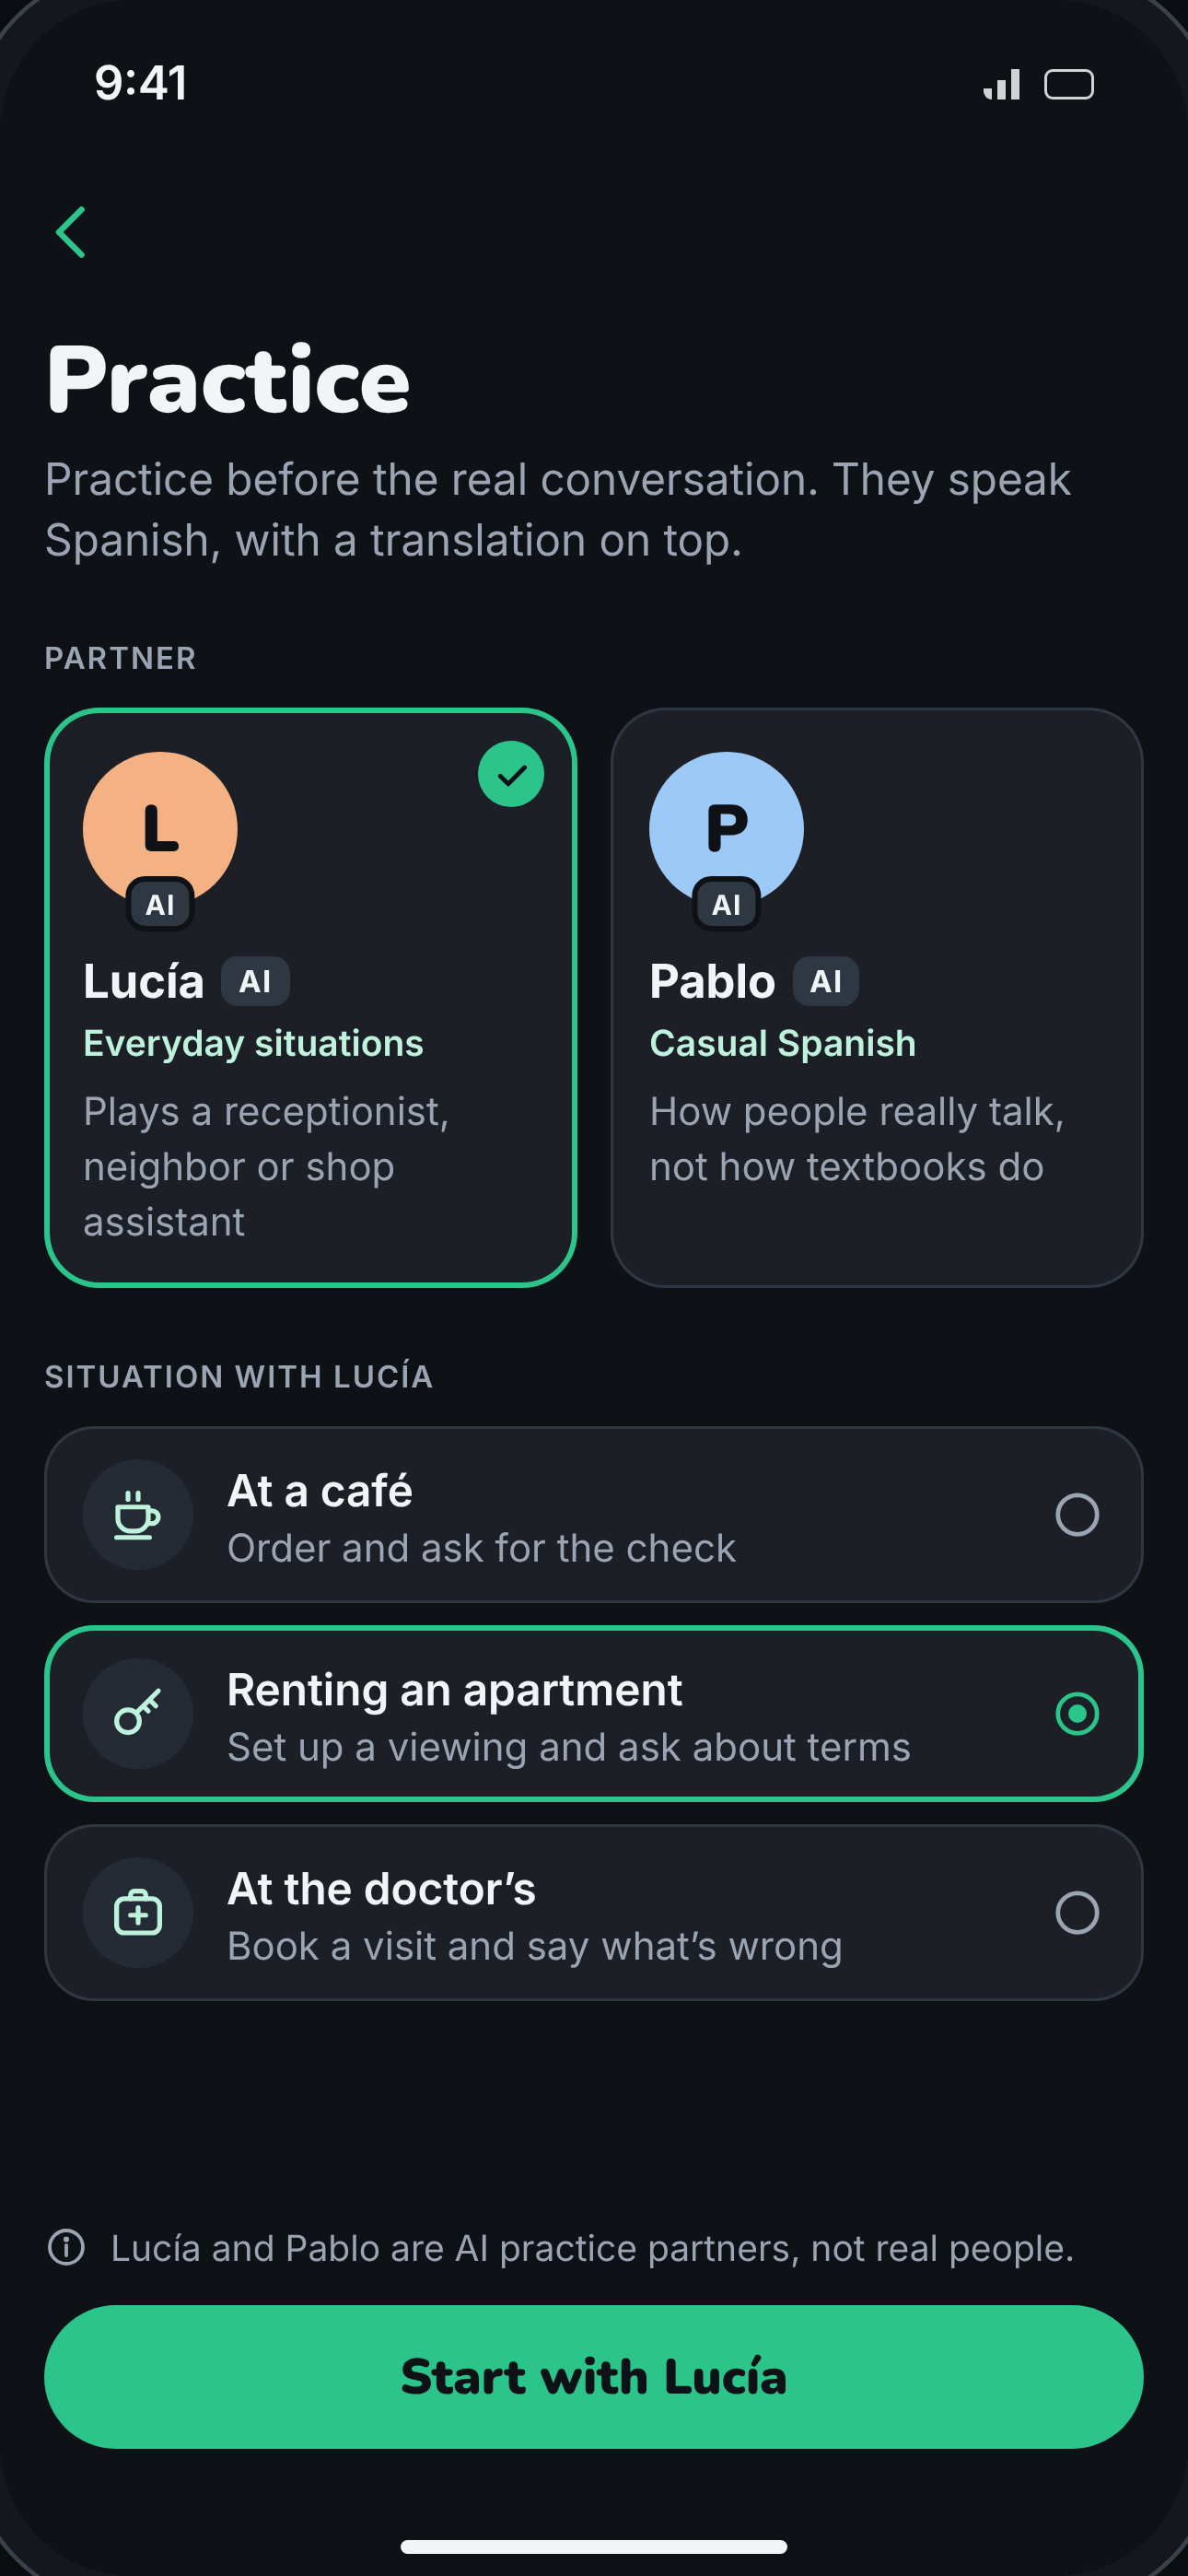 9:41
Practice
Practice before the real conversation. They speak
Spanish, with a translation on top.
PARTNER
L
AI
Lucía AI
Everyday situations
Plays a receptionist,
neighbor or shop
assistant
P
AI
Pablo AI
Casual Spanish
How people really talk,
not how textbooks do
SITUATION WITH LUCÍA
At a café
Order and ask for the check
Renting an apartment
Set up a viewing and ask about terms
At the doctor’s
Book a visit and say what’s wrong
Lucía and Pablo are AI practice partners, not real people.
Start with Lucía